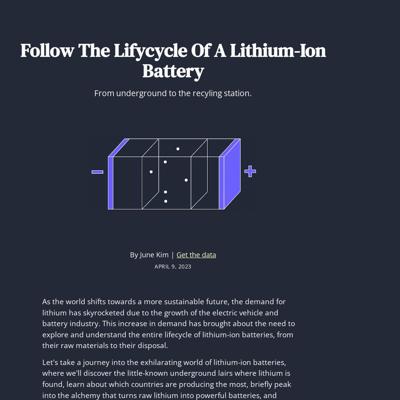 Follow The Lifycycle Of A Lithium-Ion
Battery
From underground to the recyling station.
− +
By June Kim | Get the data
APRIL 9, 2023
As the world shifts towards a more sustainable future, the demand for
lithium has skyrocketed due to the growth of the electric vehicle and
battery industry. This increase in demand has brought about the need to
explore and understand the entire lifecycle of lithium-ion batteries, from
their raw materials to their disposal.
Let's take a journey into the exhilarating world of lithium-ion batteries,
where we'll discover the little-known underground lairs where lithium is
found, learn about which countries are producing the most, briefly peak
into the alchemy that turns raw lithium into powerful batteries, and